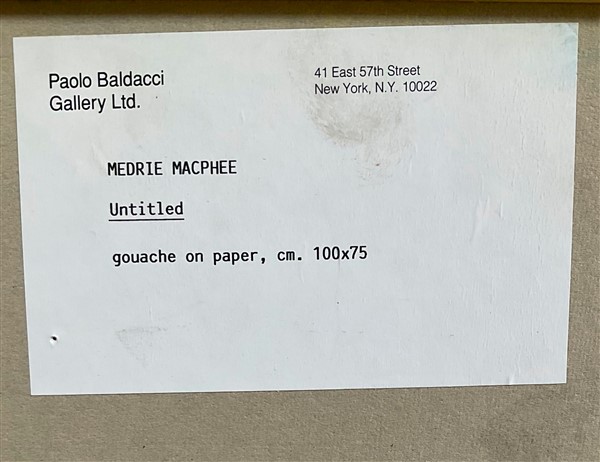 Paolo Baldacci
Gallery Ltd.
41 East 57th Street
New York, N.Y. 10022
MEDRIE MACPHEE
Untitled
gouache on paper, cm. 100x75